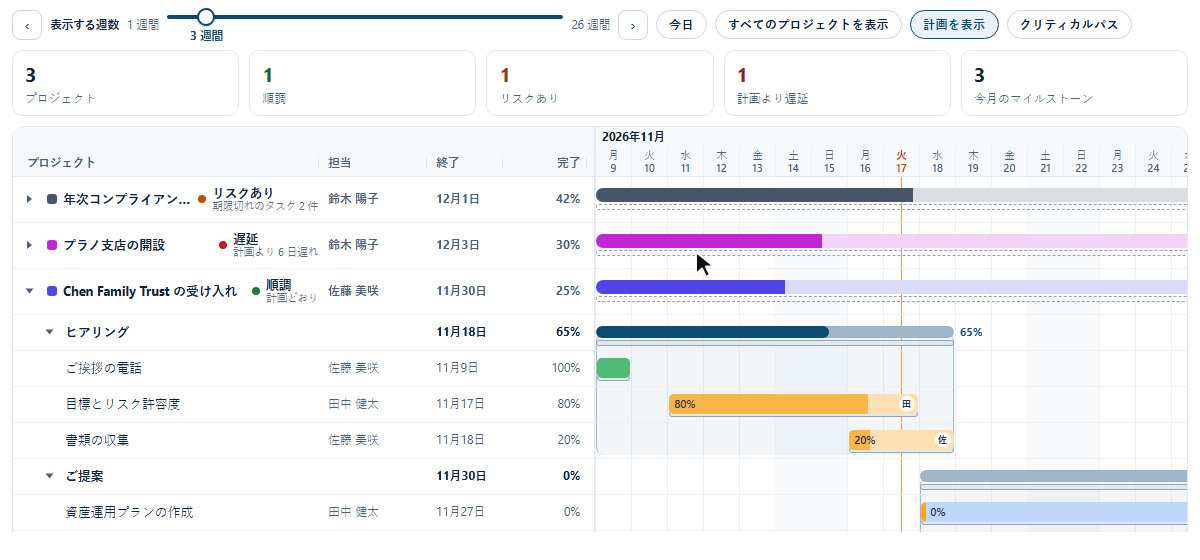 ‹ 表示する週数 1 週間 3 週間 26 週間 › 今日 すべてのプロジェクトを表示 計画を表示 クリティカルパス
3 1 1 1 3
プロジェクト 順調 リスクあり 計画より遅延 今月のマイルストーン
2026年11月
プロジェクト 担当 終了 完了
月 火 水 木 金 土 日 月 火 水 木 金 土 日 月 火
9 10 11 12 13 14 15 16 17 18 19 20 21 22 23 24
年次コンプライアン... リスクあり 鈴木 陽子 12月1日 42%
期限切れのタスク 2 件
プラノ支店の開設 遅延 鈴木 陽子 12月3日 30%
計画より 6 日遅れ
Chen Family Trust の受け入れ 順調 佐藤 美咲 11月30日 25%
計画どおり
ヒアリング 11月18日 65% 65%
ご挨拶の電話 佐藤 美咲 11月9日 100%
目標とリスク許容度 田中 健太 11月17日 80% 80% 田
書類の収集 佐藤 美咲 11月18日 20% 20% 佐
ご提案 11月30日 0%
資産運用プランの作成 田中 健太 11月27日 0% 0%